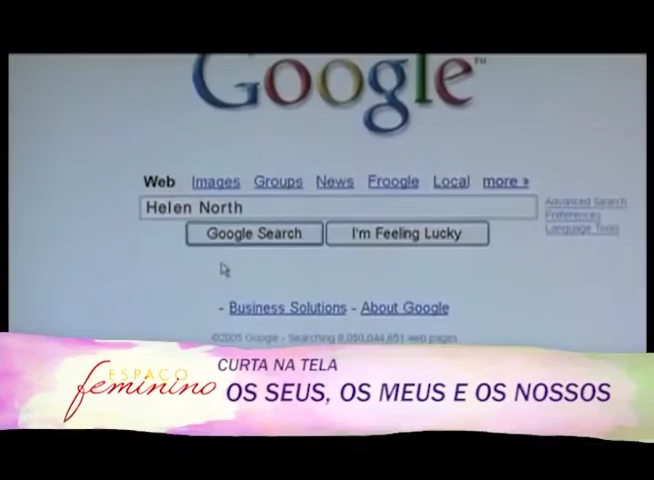 Google™
Web Images Groups News Froogle Local more »
Helen North
Advanced Search
Preferences
Language Tools
Google Search I'm Feeling Lucky
- Business Solutions - About Google
©2005 Google - Searching 8,050,044,651 web pages
ESPAÇO
feminino
CURTA NA TELA
OS SEUS, OS MEUS E OS NOSSOS